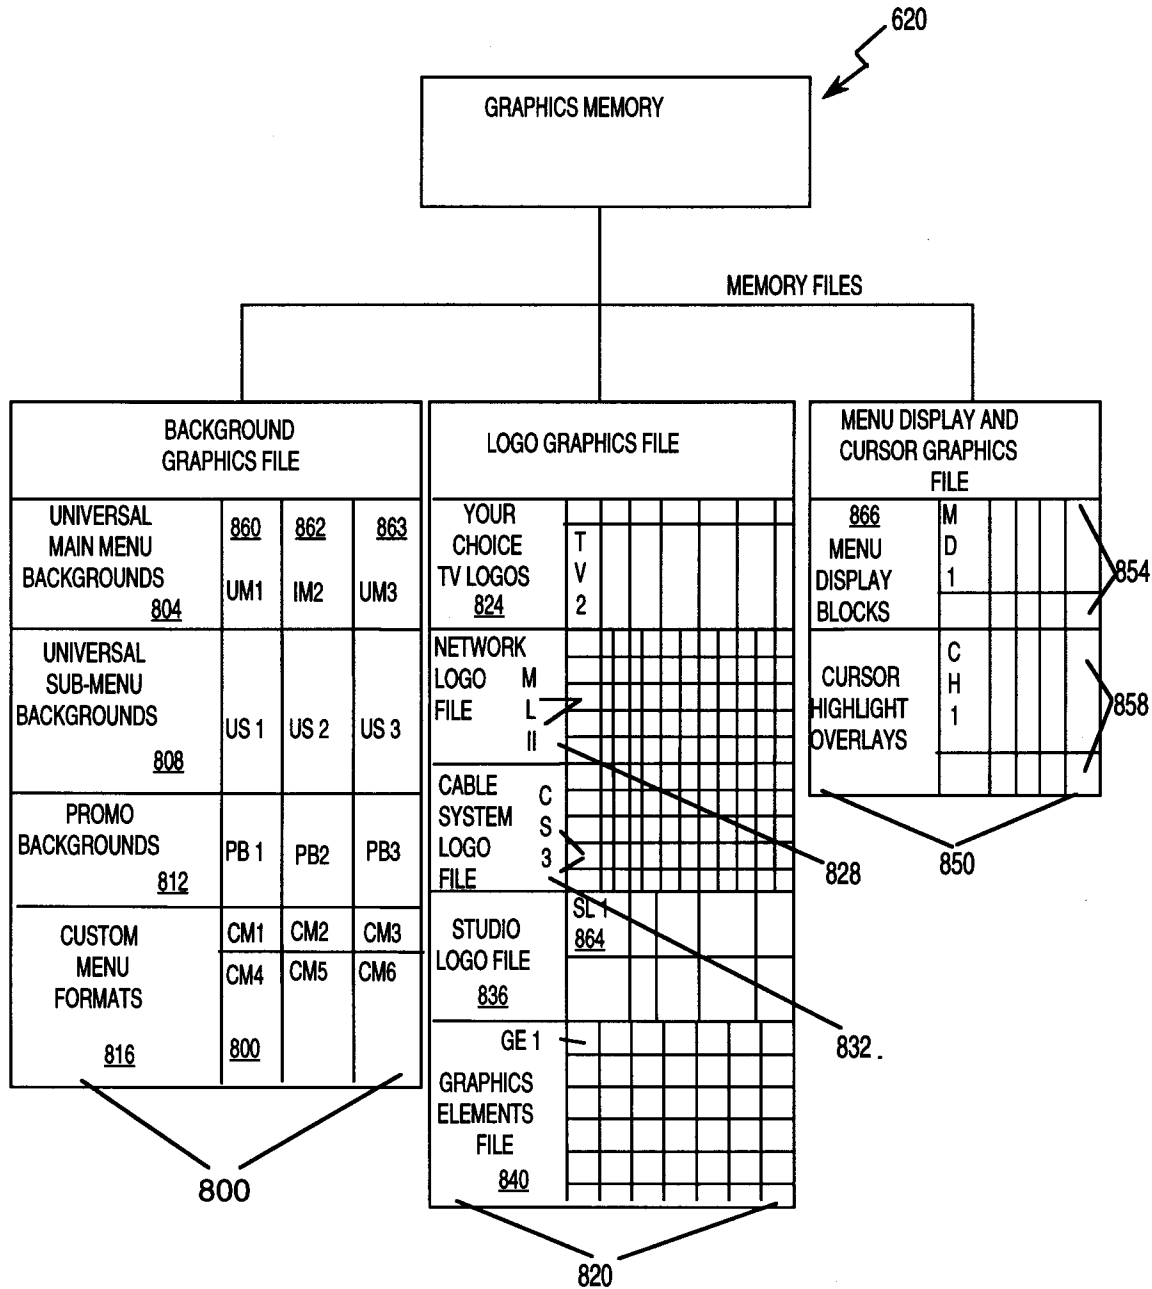 620
GRAPHICS MEMORY
MEMORY FILES
BACKGROUND
GRAPHICS FILE
UNIVERSAL
MAIN MENU
BACKGROUNDS
804
860
862
863
UM1
IM2
UM3
UNIVERSAL
SUB-MENU
BACKGROUNDS
808
US 1
US 2
US 3
PROMO
BACKGROUNDS
812
PB 1
PB2
PB3
CUSTOM
MENU
FORMATS
816
CM1
CM2
CM3
CM4
CM5
CM6
800
800
LOGO GRAPHICS FILE
YOUR
CHOICE
TV LOGOS
824
T
V
2
NETWORK
LOGO
FILE
M
L
II
828
CABLE
SYSTEM
LOGO
FILE
C
S
3
832.
STUDIO
LOGO FILE
836
SL 1
864
GE 1
GRAPHICS
ELEMENTS
FILE
840
820
MENU DISPLAY AND
CURSOR GRAPHICS
FILE
866
MENU
DISPLAY
BLOCKS
M
D
1
854
CURSOR
HIGHLIGHT
OVERLAYS
C
H
1
858
850